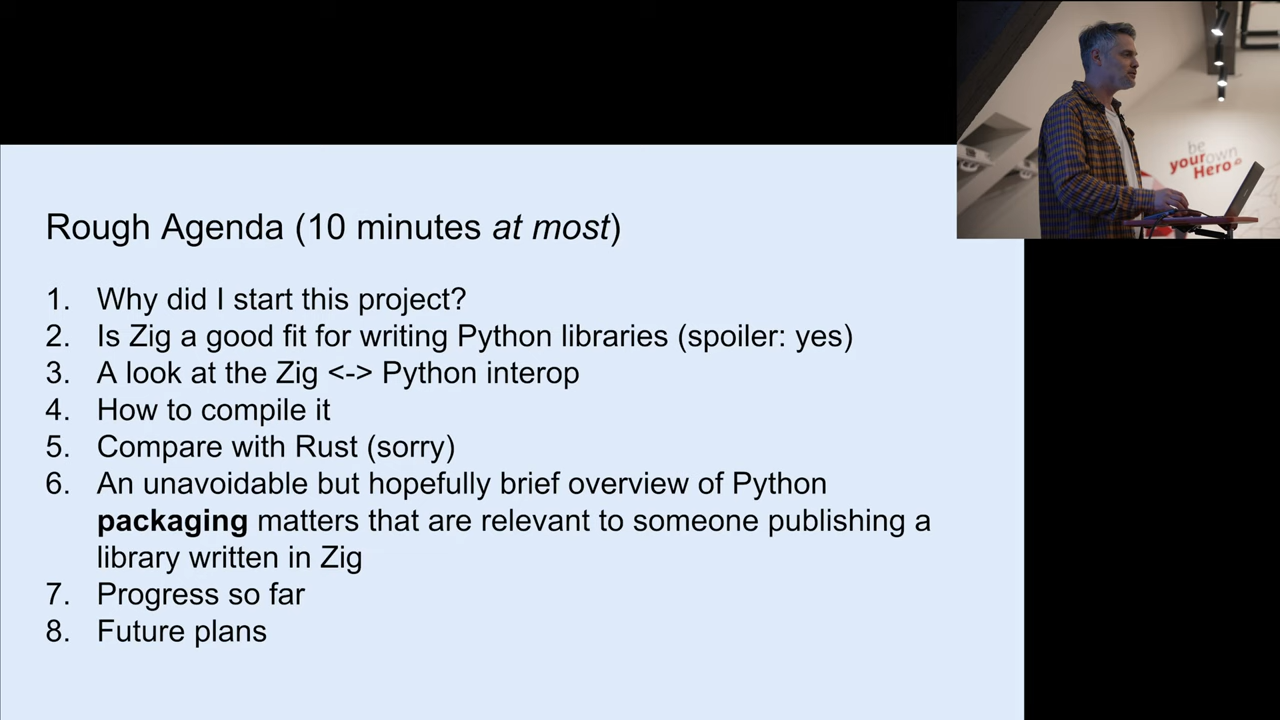 Rough Agenda (10 minutes at most)
1. Why did I start this project?
2. Is Zig a good fit for writing Python libraries (spoiler: yes)
3. A look at the Zig <-> Python interop
4. How to compile it
5. Compare with Rust (sorry)
6. An unavoidable but hopefully brief overview of Python
packaging matters that are relevant to someone publishing a
library written in Zig
7. Progress so far
8. Future plans
be
your own
Hero